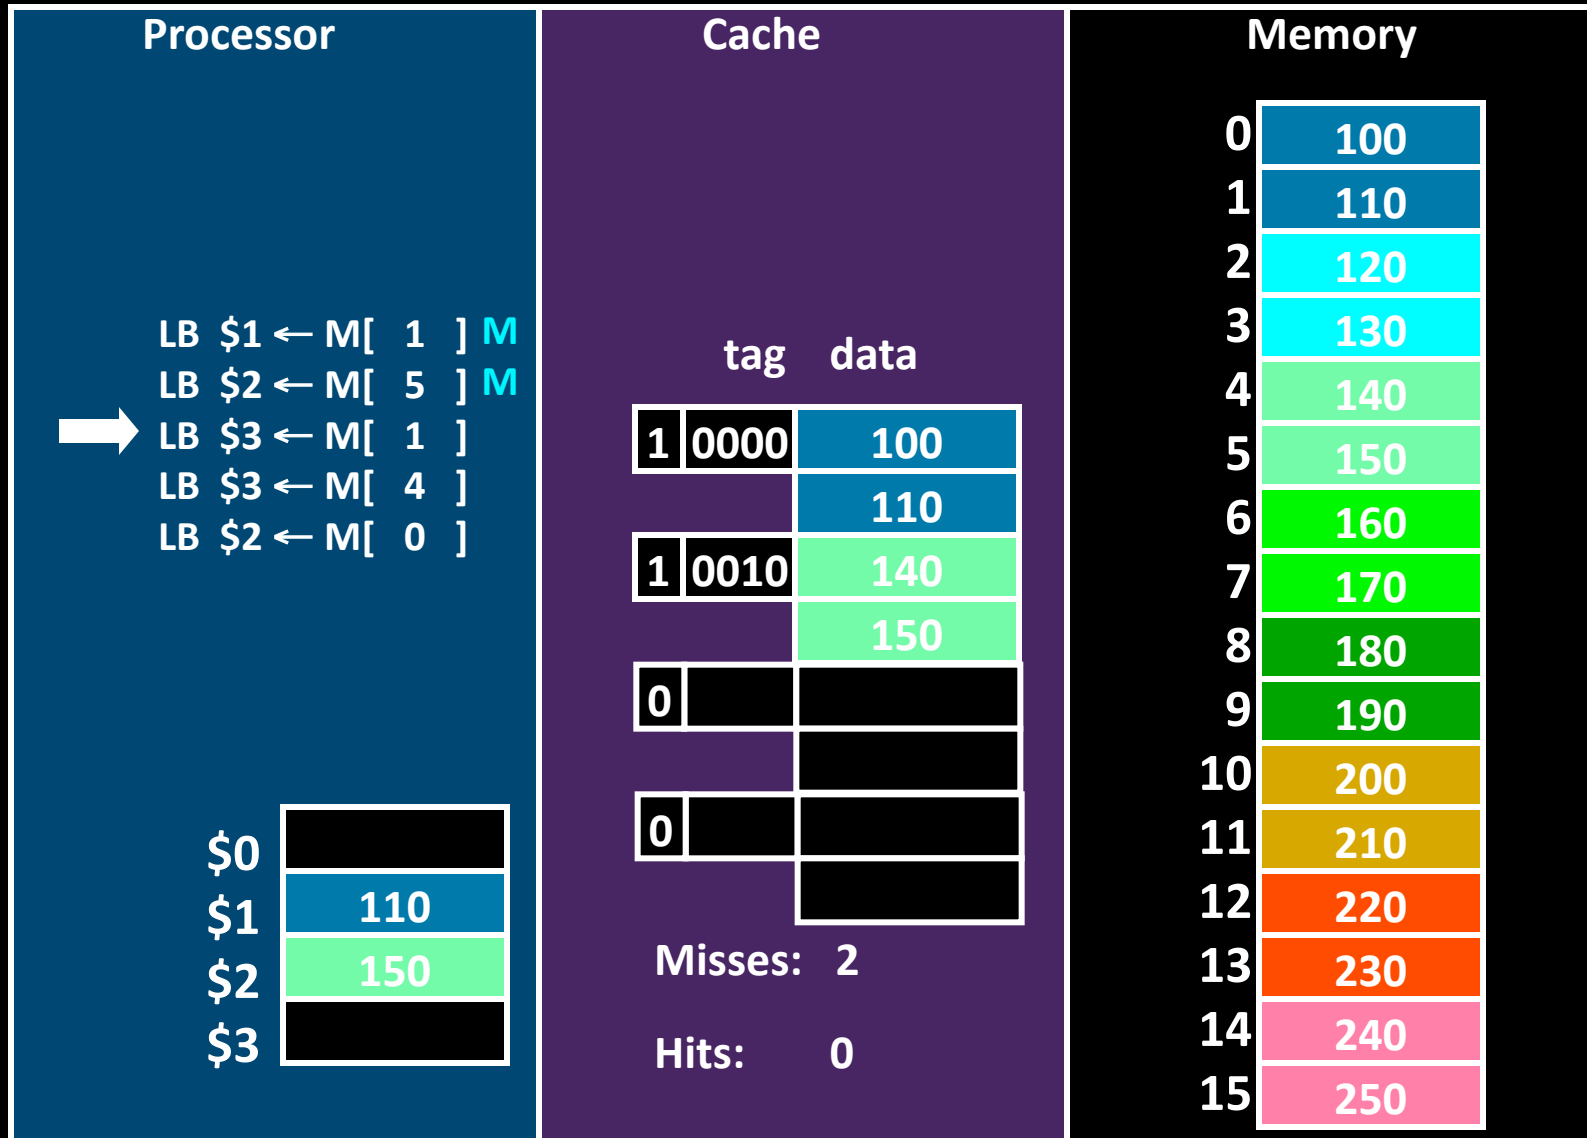 Processor
LB $1 ← M[ 1 ] M
LB $2 ← M[ 5 ] M
LB $3 ← M[ 1 ]
LB $3 ← M[ 4 ]
LB $2 ← M[ 0 ]
$0
$1 110
$2 150
$3
Cache
tag data
1 0000 100
110
1 0010 140
150
0
0
Misses: 2
Hits: 0
Memory
0 100
1 110
2 120
3 130
4 140
5 150
6 160
7 170
8 180
9 190
10 200
11 210
12 220
13 230
14 240
15 250